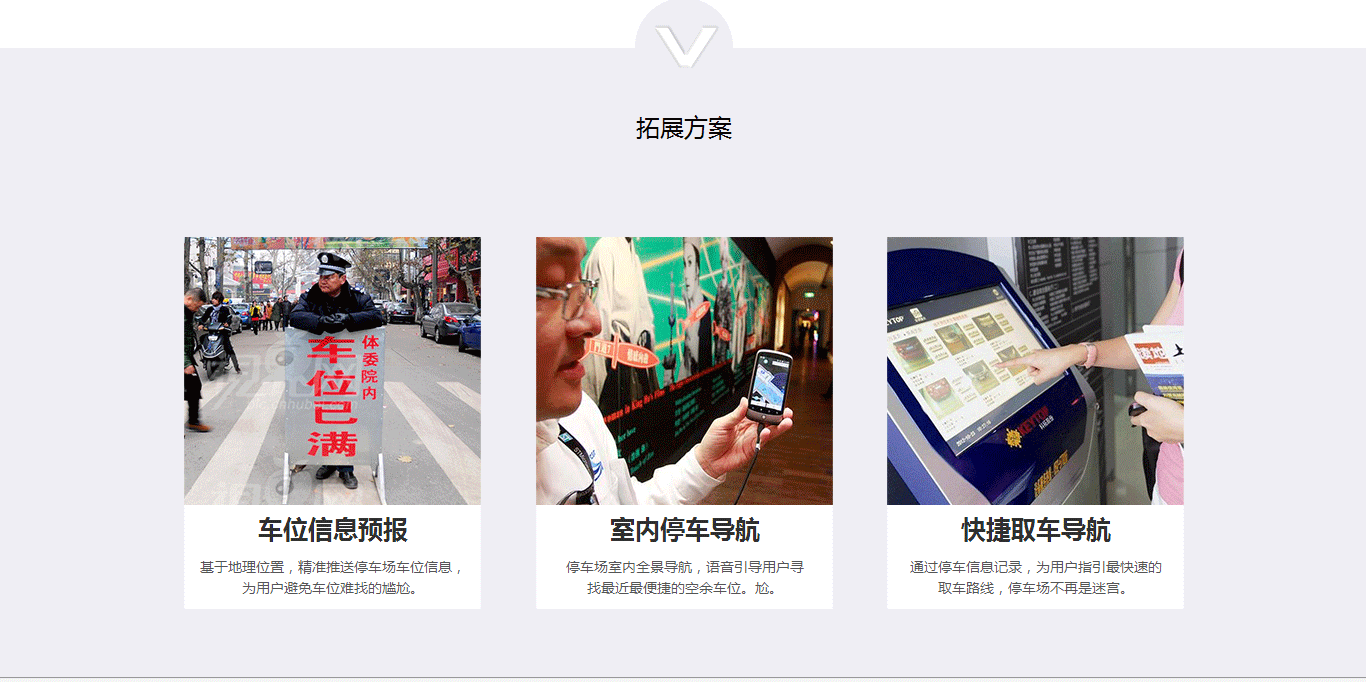 拓展方案
体委院内
车位已满
车位信息预报
基于地理位置，精准推送停车场车位信息，
为用户避免车位难找的尴尬。
室内停车导航
停车场室内全景导航，语音引导用户寻
找最近最便捷的空余车位。尬。
KEYTOP
KEYTOP
快捷取车导航
通过停车信息记录，为用户指引最快速的
取车路线，停车场不再是迷宫。